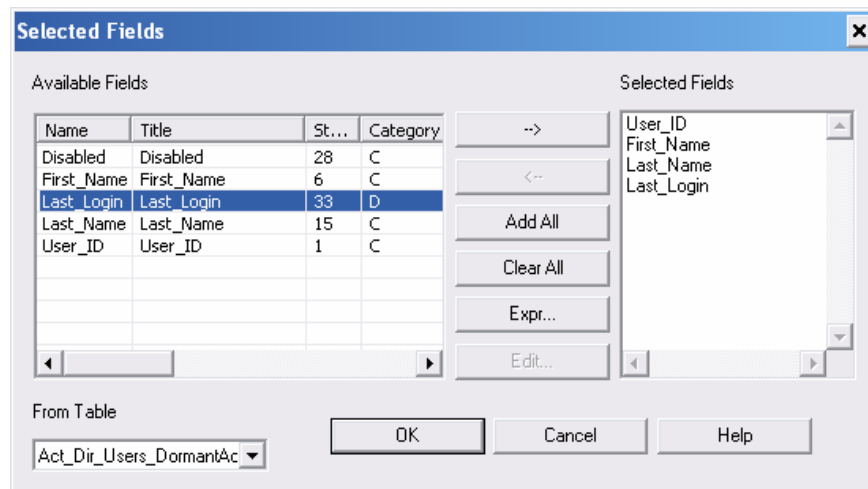 Selected Fields
Available Fields
Selected Fields
Name Title St... Category
Disabled Disabled 28 C
First_Name First_Name 6 C
Last_Login Last_Login 33 D
Last_Name Last_Name 15 C
User_ID User_ID 1 C
-->
<--
Add All
Clear All
Expr...
Edit...
User_ID
First_Name
Last_Name
Last_Login
From Table
Act_Dir_Users_DormantAc
OK Cancel Help